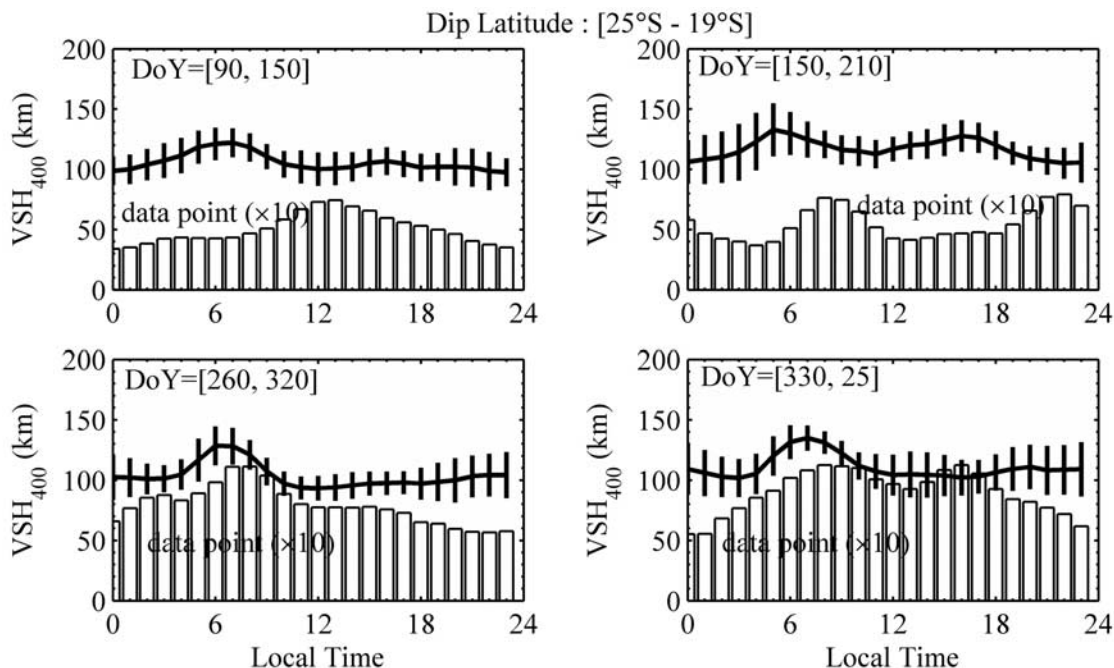 Dip Latitude : [25°S - 19°S]
200
150
100
50
0
VSH400 (km)
DoY=[90, 150]
data point (×10)
0 6 12 18 24
200
150
100
50
0
VSH400 (km)
DoY=[150, 210]
data point (×10)
0 6 12 18 24
200
150
100
50
0
VSH400 (km)
DoY=[260, 320]
data point (×10)
0 6 12 18 24
Local Time
200
150
100
50
0
VSH400 (km)
DoY=[330, 25]
data point (×10)
0 6 12 18 24
Local Time